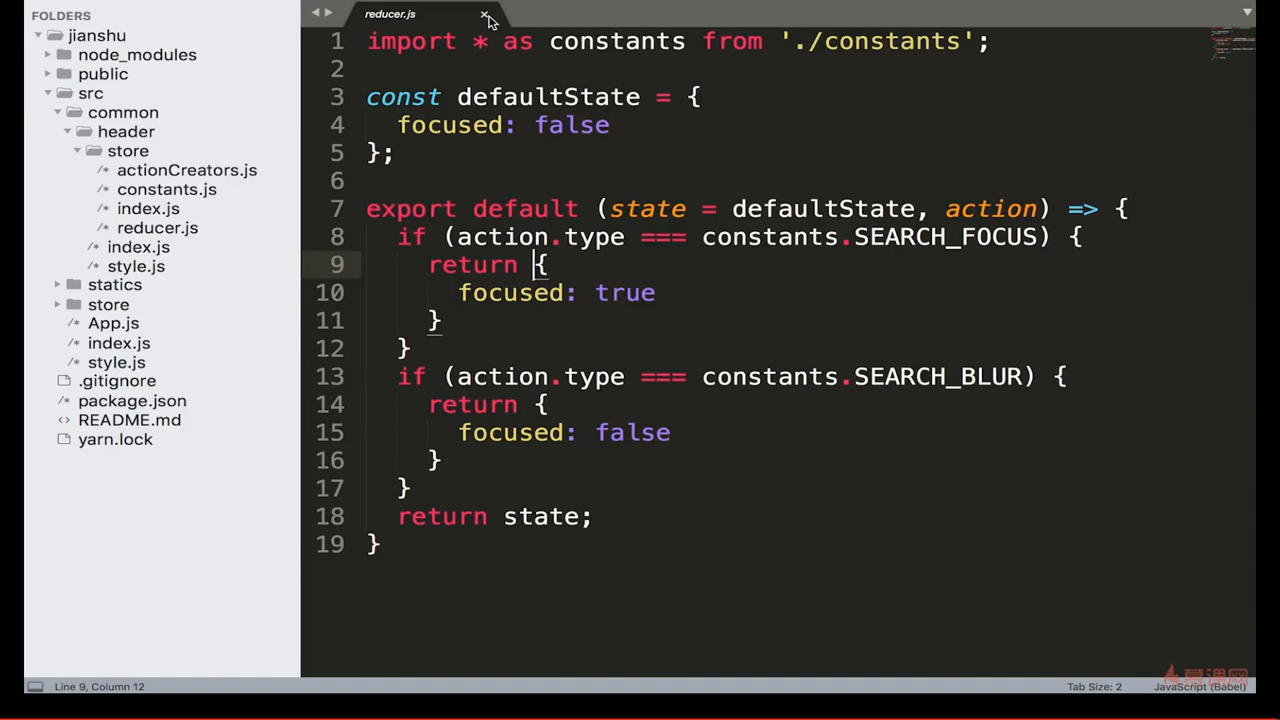 FOLDERS
jianshu
node_modules
public
src
common
header
store
/* actionCreators.js
/* constants.js
/* index.js
/* reducer.js
/* index.js
/* style.js
statics
store
/* App.js
/* index.js
/* style.js
.gitignore
/* package.json
<> README.md
yarn.lock
reducer.js ×
1 import * as constants from './constants';
2
3 const defaultState = {
4 focused: false
5 };
6
7 export default (state = defaultState, action) => {
8 if (action.type === constants.SEARCH_FOCUS) {
9 return {
10 focused: true
11 }
12 }
13 if (action.type === constants.SEARCH_BLUR) {
14 return {
15 focused: false
16 }
17 }
18 return state;
19 }
慕课网
Line 9, Column 12
Tab Size: 2
JavaScript (Babel)